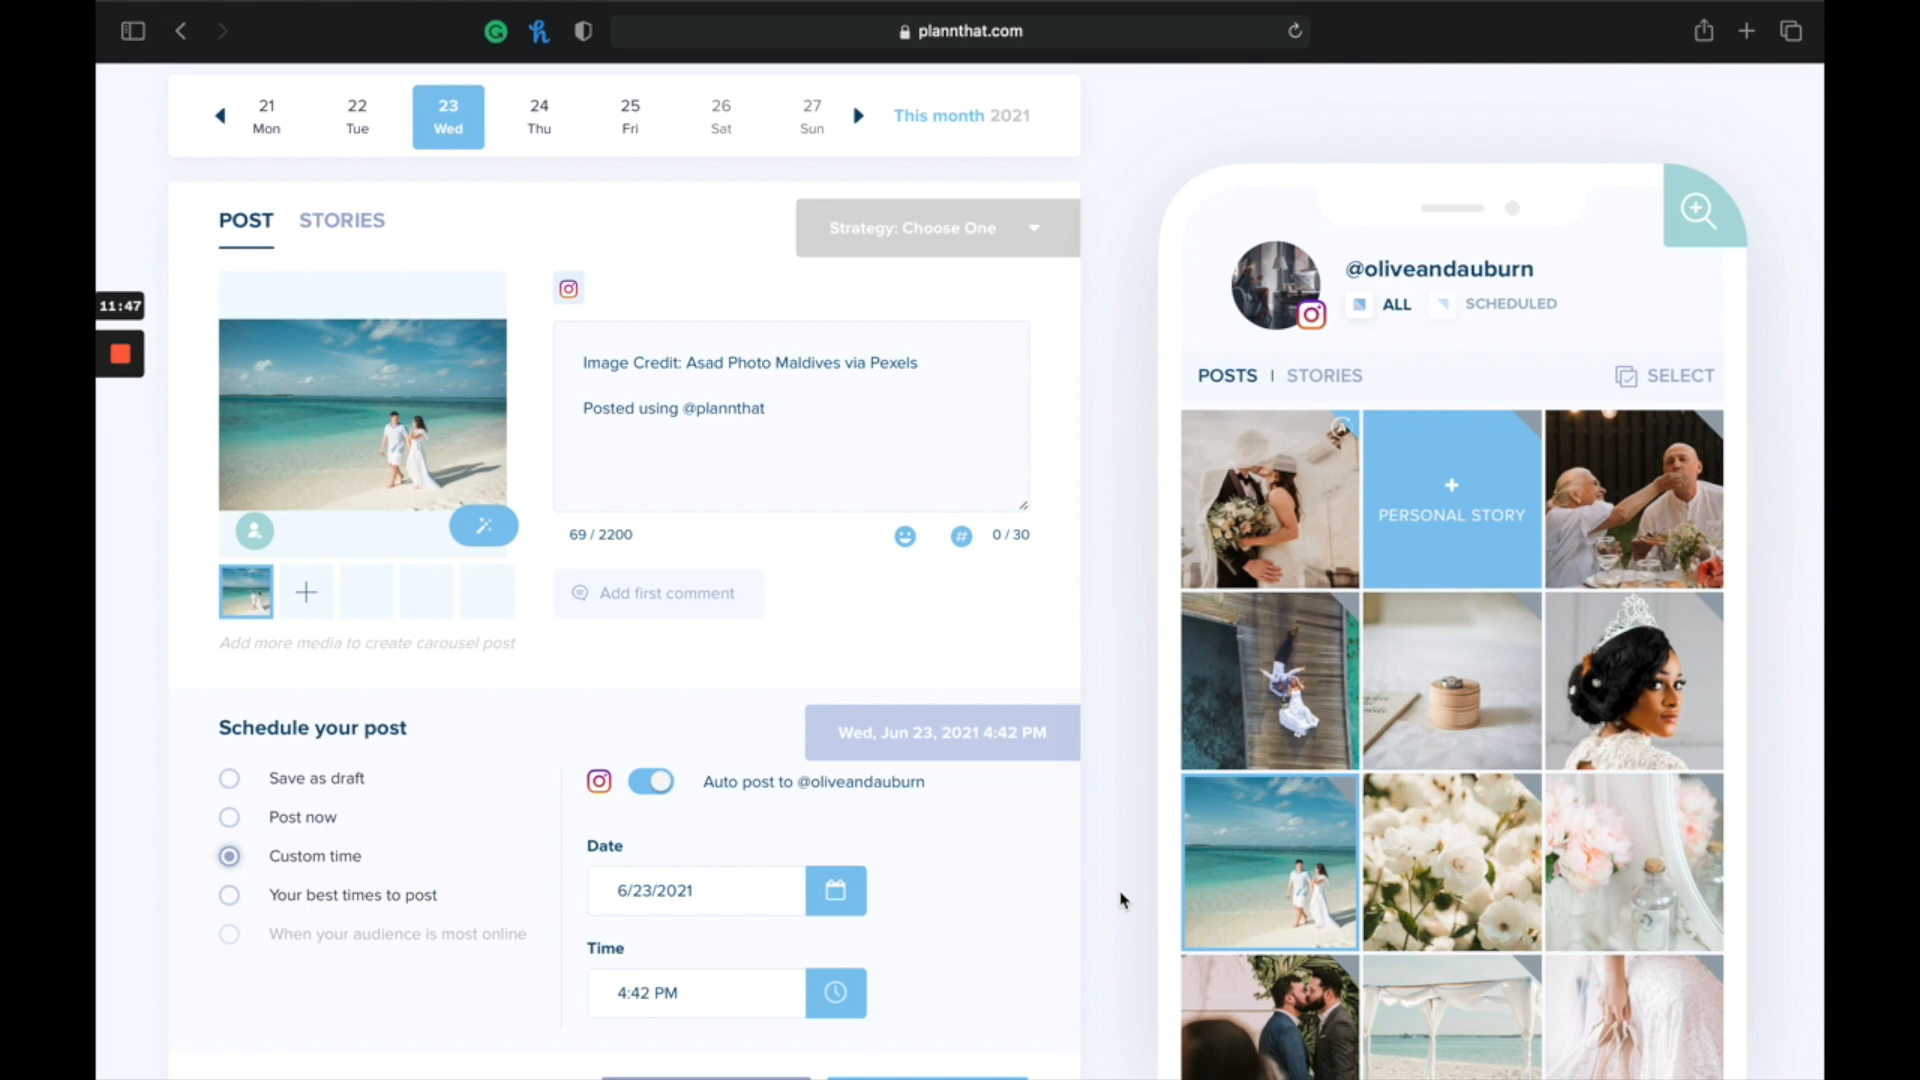 plannthat.com
21 22 23 24 25 26 27
Mon Tue Wed Thu Fri Sat Sun
This month 2021
POST STORIES
Strategy: Choose One
11:47
Image Credit: Asad Photo Maldives via Pexels
Posted using @plannthat
69 / 2200
# 0 / 30
Add first comment
Add more media to create carousel post
Schedule your post
Wed, Jun 23, 2021 4:42 PM
Save as draft
Post now
Custom time
Your best times to post
When your audience is most online
Auto post to @oliveandauburn
Date
6/23/2021
Time
4:42 PM
@oliveandauburn
ALL SCHEDULED
POSTS | STORIES
SELECT
A
+
PERSONAL STORY